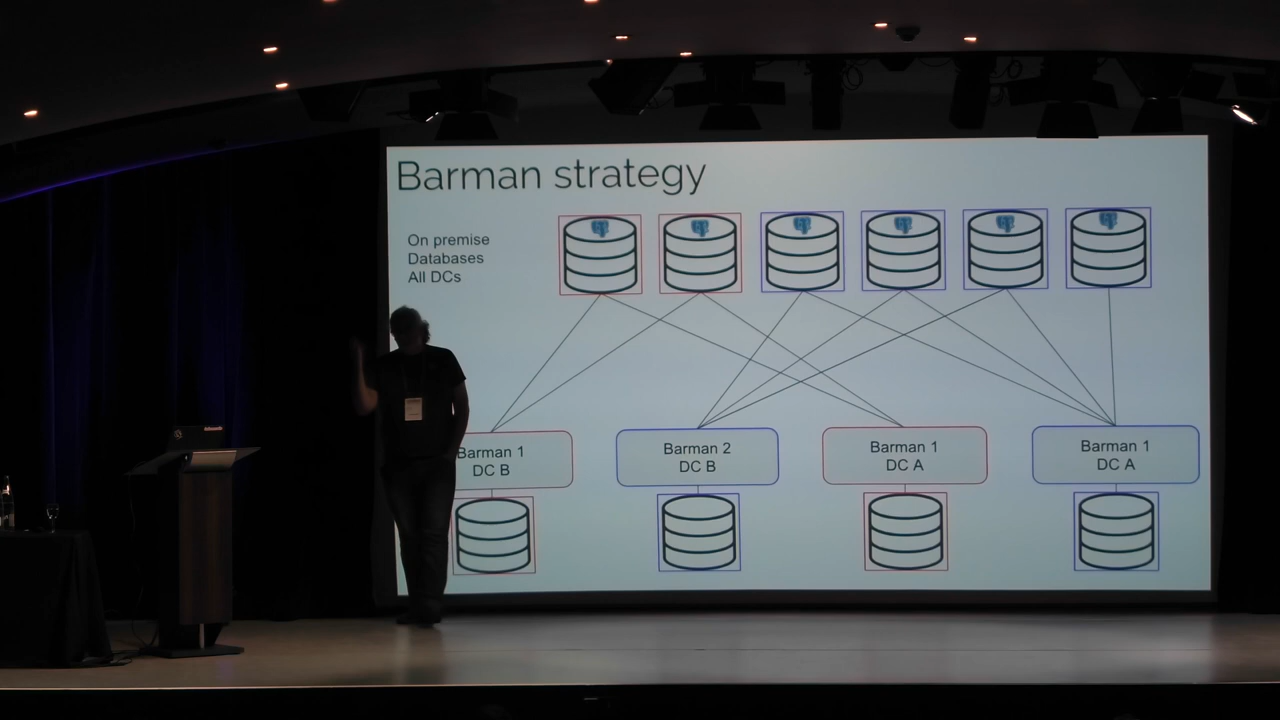 Barman strategy
On premise
Databases
All DCs
Barman 1
DC B
Barman 2
DC B
Barman 1
DC A
Barman 1
DC A